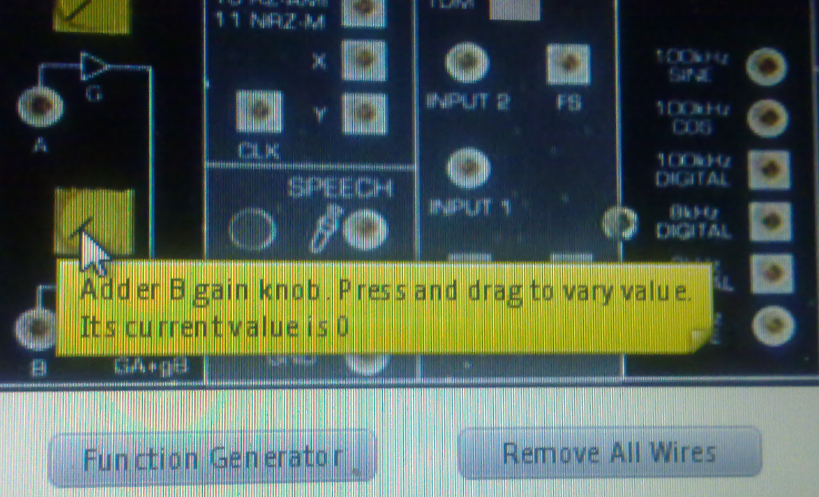 11 NRZ-M
X
Y
CLK
SPEECH
G
A
B
GA+gB
INPUT 2
FS
INPUT 1
100kHz
SINE
100kHz
COS
100kHz
DIGITAL
8kHz
DIGITAL
Adder B gain knob. Press and drag to vary value.
Its current value is 0
GND
Function Generator
Remove All Wires